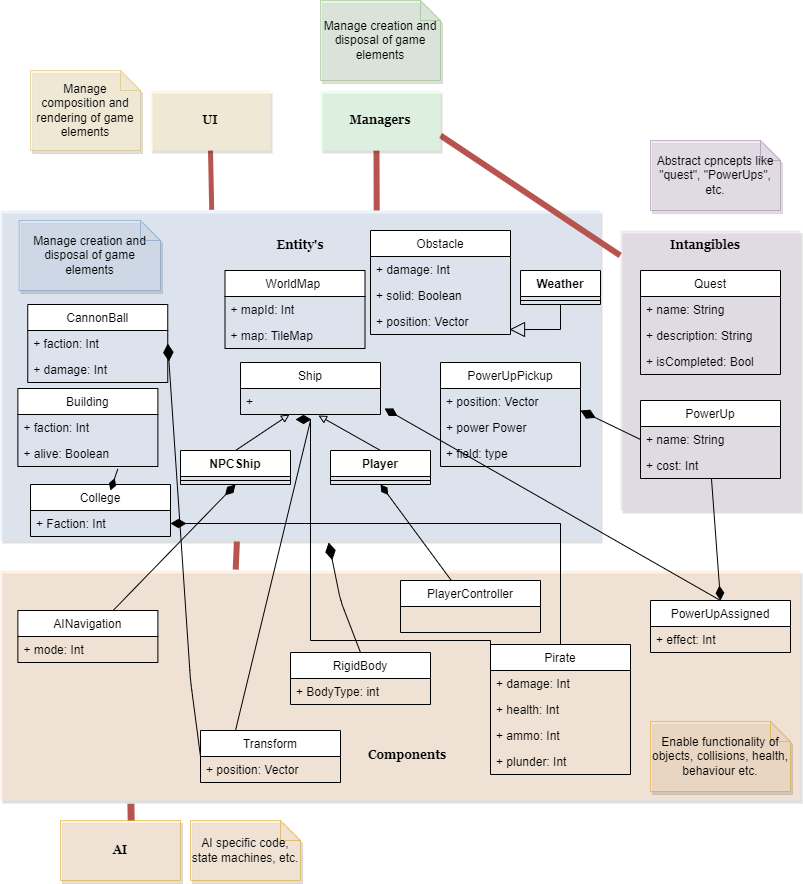 Manage creation and
disposal of game
elements
Manage
composition and
rendering of game
elements
UI
Managers
Abstract cpncepts like
"quest", "PowerUps",
etc.
Manage creation and
disposal of game
elements
Entity's
Obstacle
+ damage: Int
+ solid: Boolean
+ position: Vector
Intangibles
WorldMap
+ mapId: Int
+ map: TileMap
Weather
Quest
+ name: String
+ description: String
+ isCompleted: Bool
CannonBall
+ faction: Int
+ damage: Int
Ship
+
PowerUpPickup
+ position: Vector
+ power Power
+ field: type
Building
+ faction: Int
+ alive: Boolean
PowerUp
+ name: String
+ cost: Int
NPCShip
Player
College
+ Faction: Int
PlayerController
AINavigation
+ mode: Int
PowerUpAssigned
+ effect: Int
RigidBody
+ BodyType: int
Pirate
+ damage: Int
+ health: Int
+ ammo: Int
+ plunder: Int
Transform
+ position: Vector
Components
Enable functionality of
objects, collisions, health,
behaviour etc.
AI
AI specific code,
state machines, etc.